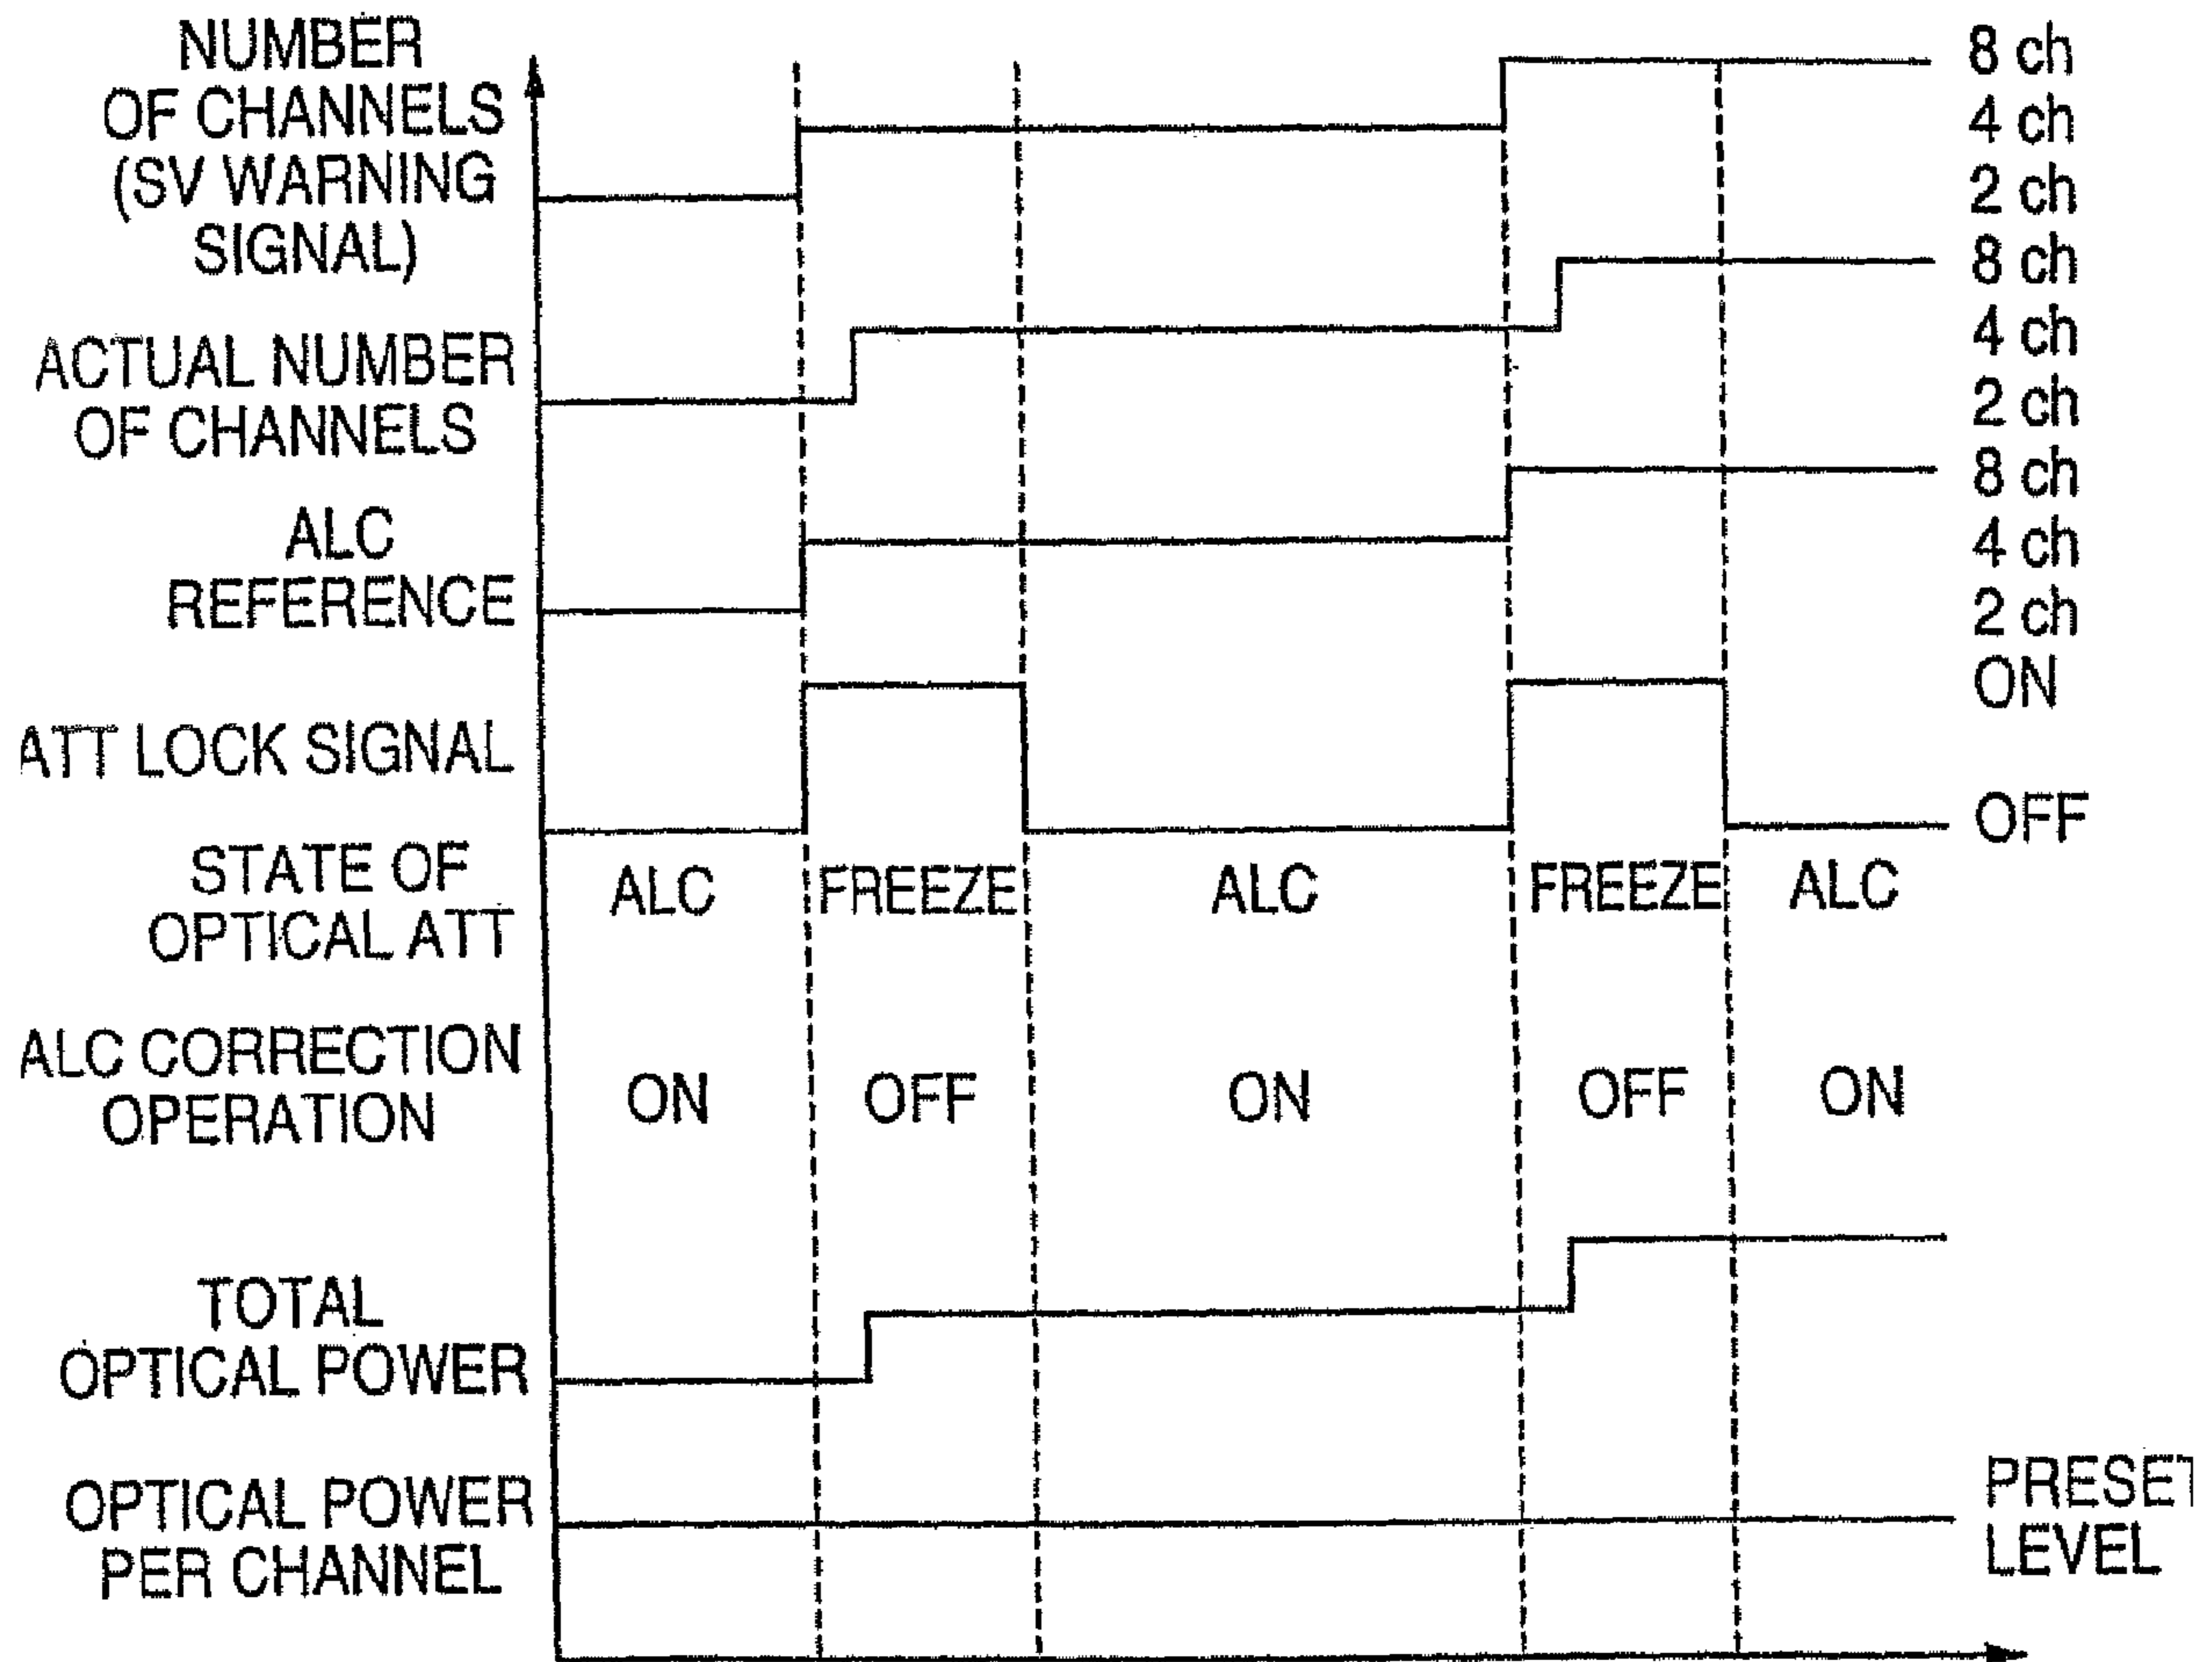 NUMBER
OF CHANNELS
(SV WARNING
SIGNAL)
8 ch
4 ch
2 ch
ACTUAL NUMBER
OF CHANNELS
8 ch
4 ch
2 ch
ALC
REFERENCE
8 ch
4 ch
2 ch
ATT LOCK SIGNAL
ON
OFF
STATE OF
OPTICAL ATT
ALC FREEZE ALC FREEZE ALC
ALC CORRECTION
OPERATION
ON OFF ON OFF ON
TOTAL
OPTICAL POWER
OPTICAL POWER
PER CHANNEL
PRESET
LEVEL